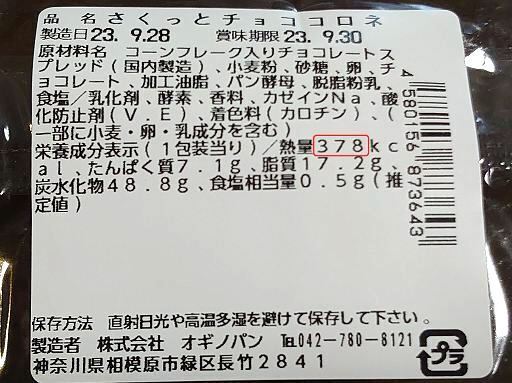 品 名 さくっとチョココロネ
製造日23. 9.28 賞味期限23. 9.30
原材料名 コーンフレーク入りチョコレートス
プレッド(国内製造)、小麦粉、砂糖、卵、チ
ョコレート、加工油脂、パン酵母、脱脂粉乳、
食塩/乳化剤、酵素、香料、カゼインNa、酸
化防止剤(V.E)、着色料(カロチン)、(
一部に小麦・卵・乳成分を含む)
栄養成分表示(1包装当り)/熱量378kc
al、たんぱく質7.1g、脂質17.2g、
炭水化物48.8g、食塩相当量0.5g(推
定値)
4580156 873643
保存方法 直射日光や高温多湿を避けて保存して下さい。
製造者 株式会社 オギノパン ℡042-780-8121
神奈川県相模原市緑区長竹2841
プラ